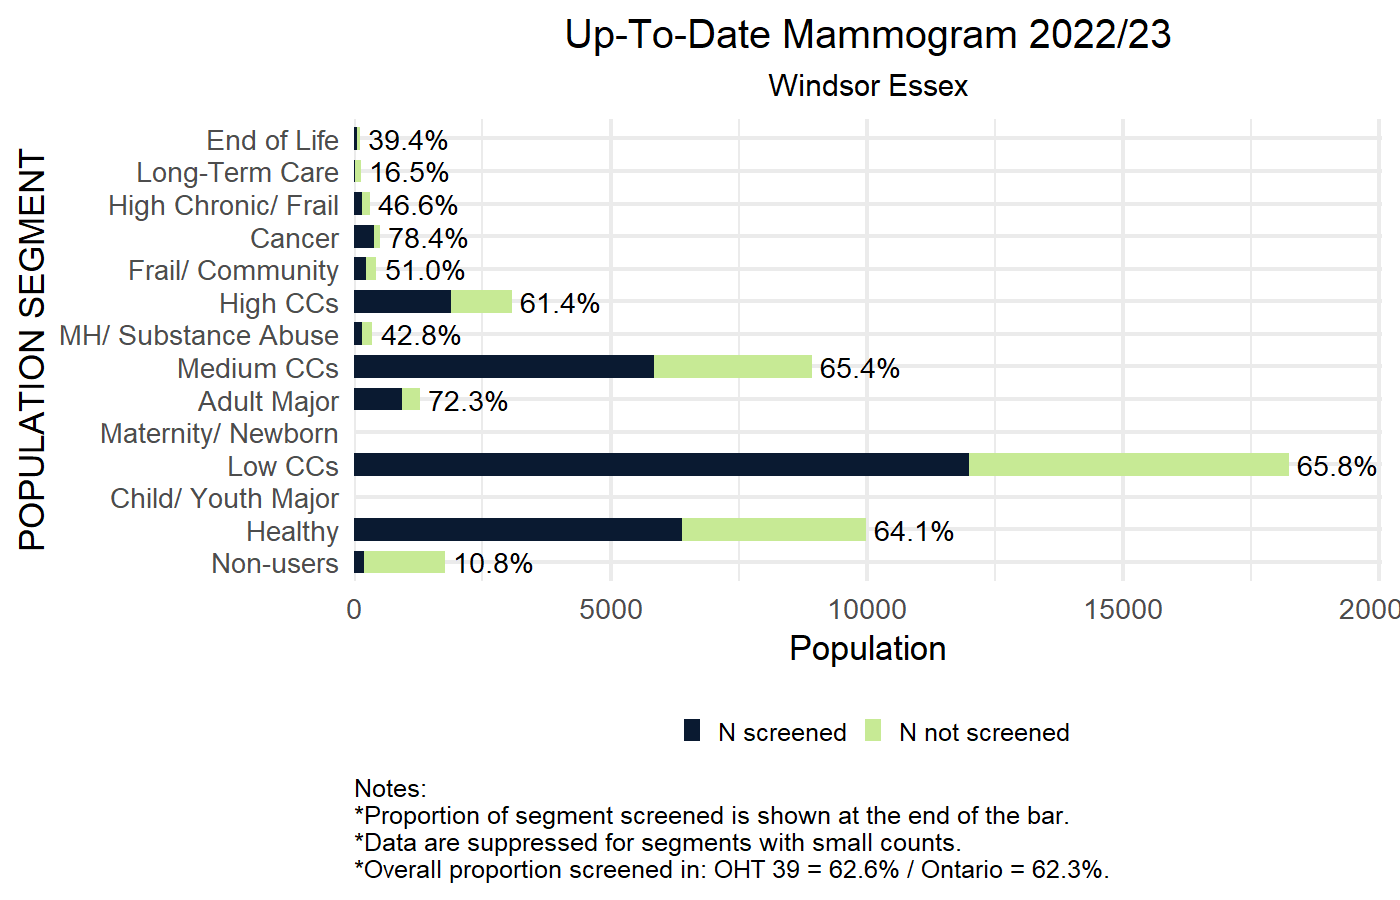 Up-To-Date Mammogram 2022/23
Windsor Essex
POPULATION SEGMENT
End of Life 39.4%
Long-Term Care 16.5%
High Chronic/ Frail 46.6%
Cancer 78.4%
Frail/ Community 51.0%
High CCs 61.4%
MH/ Substance Abuse 42.8%
Medium CCs 65.4%
Adult Major 72.3%
Maternity/ Newborn
Low CCs 65.8%
Child/ Youth Major
Healthy 64.1%
Non-users 10.8%
0 5000 10000 15000 2000
Population
N screened N not screened
Notes:
*Proportion of segment screened is shown at the end of the bar.
*Data are suppressed for segments with small counts.
*Overall proportion screened in: OHT 39 = 62.6% / Ontario = 62.3%.